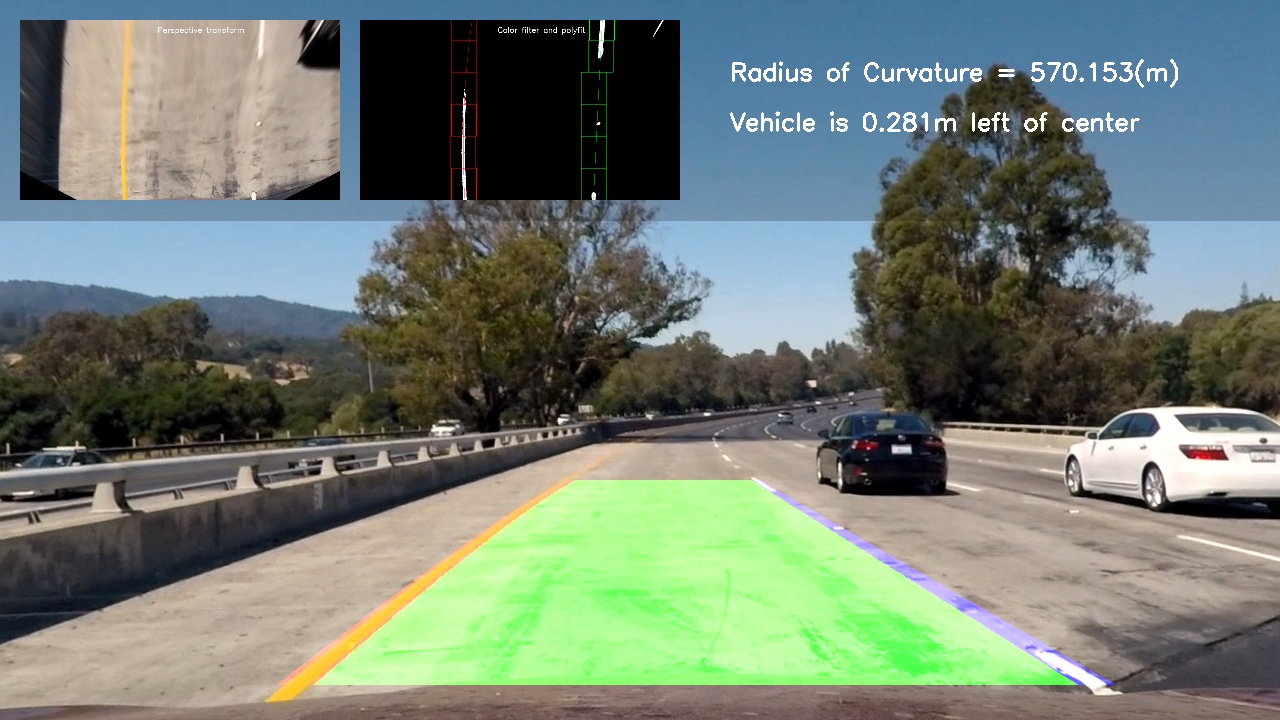 Perspective transform
Color filter and polyfit
Radius of Curvature = 570.153(m)
Vehicle is 0.281m left of center